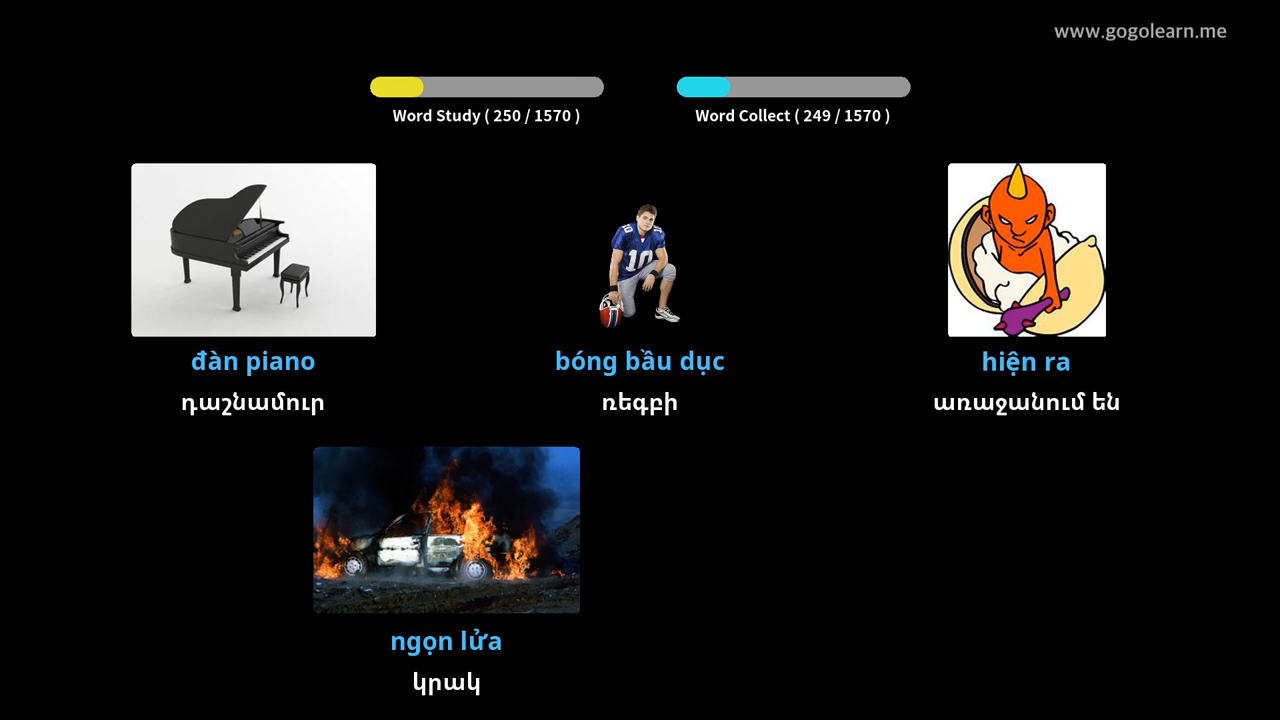 www.gogolearn.me
Word Study ( 250 / 1570 )
Word Collect ( 249 / 1570 )
đàn piano
bóng bầu dục
hiện ra
դաշնամուր
ռեգբի
առաջանում են
ngọn lửa
կրակ